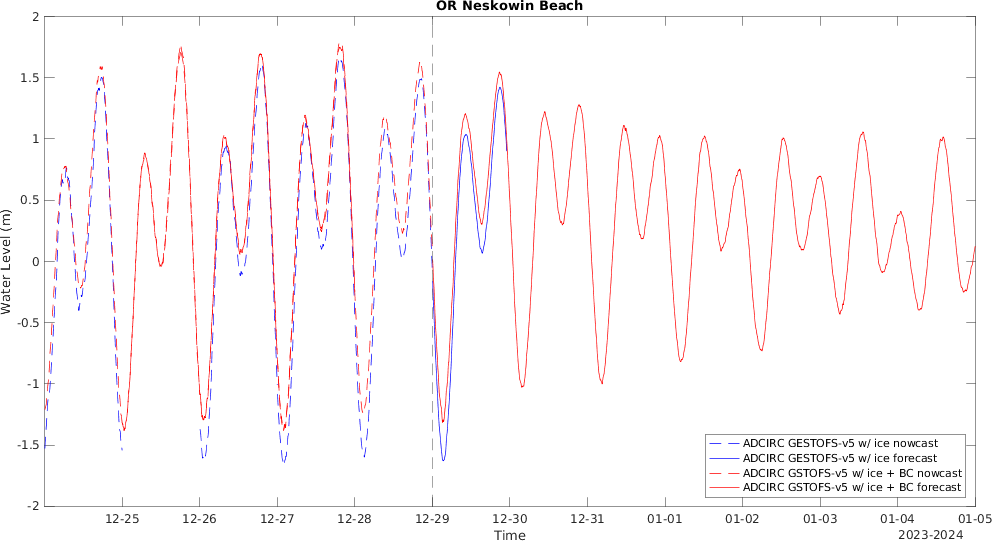 OR Neskowin Beach
2
1.5
1
0.5
0
-0.5
-1
-1.5
-2
Water Level (m)
ADCIRC GESTOFS-v5 w/ ice nowcast
ADCIRC GESTOFS-v5 w/ ice forecast
ADCIRC GSTOFS-v5 w/ ice + BC nowcast
ADCIRC GSTOFS-v5 w/ ice + BC forecast
12-25 12-26 12-27 12-28 12-29 12-30 12-31 01-01 01-02 01-03 01-04 01-05
Time
2023-2024